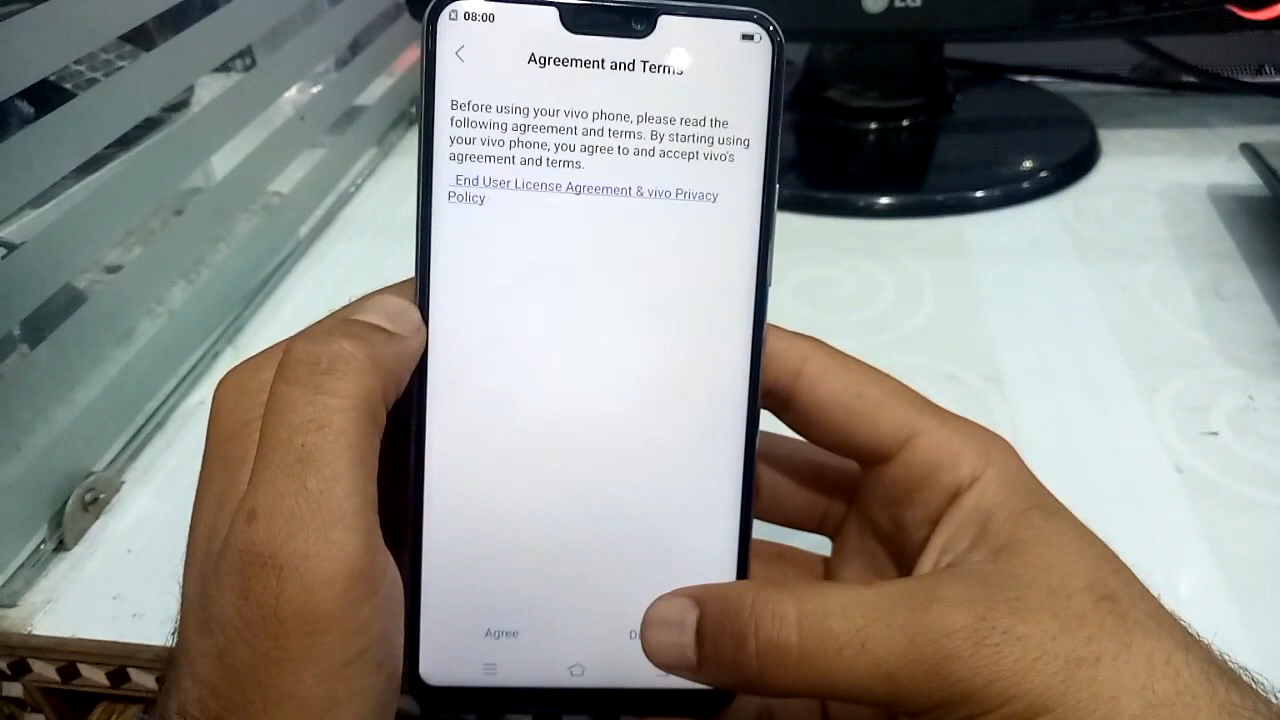 LG
08:00
Agreement and Terms
Before using your vivo phone, please read the
following agreement and terms. By starting using
your vivo phone, you agree to and accept vivo's
agreement and terms.
End User License Agreement & vivo Privacy
Policy
Agree